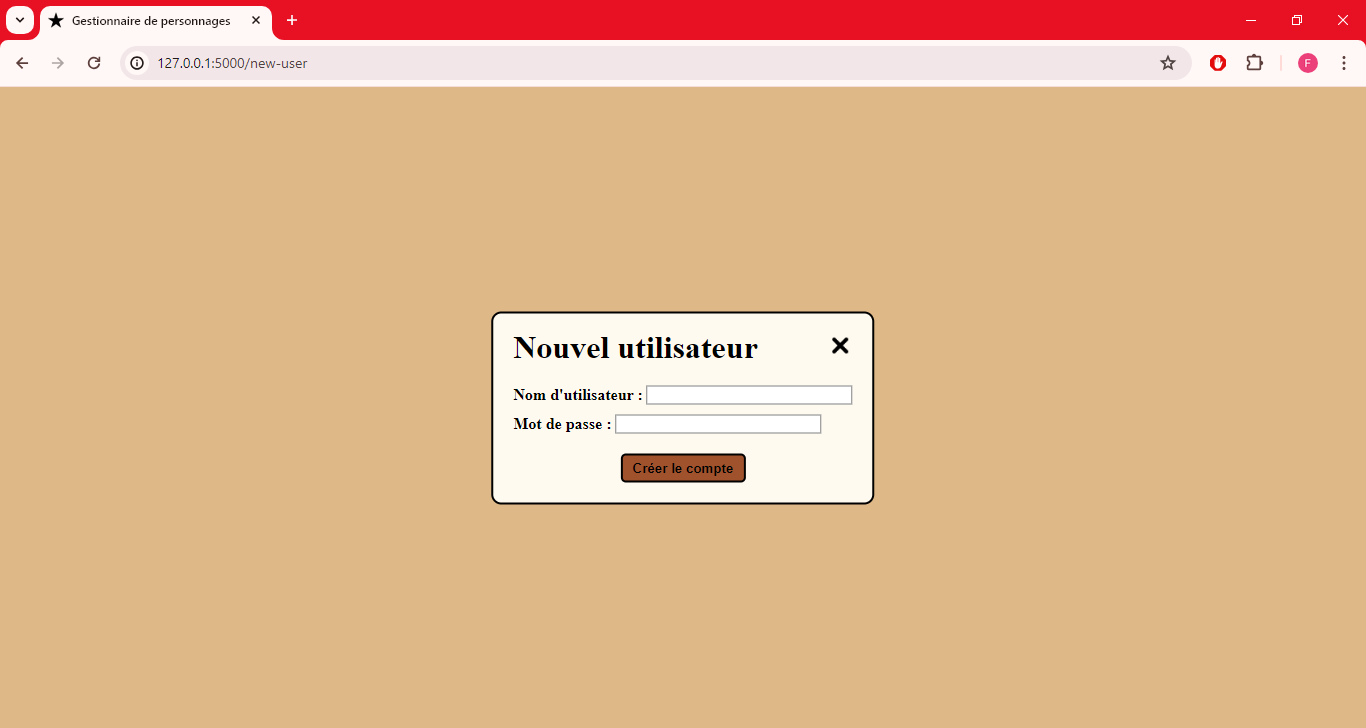 Gestionnaire de personnages
127.0.0.1:5000/new-user
F
Nouvel utilisateur
Nom d'utilisateur :
Mot de passe :
Créer le compte